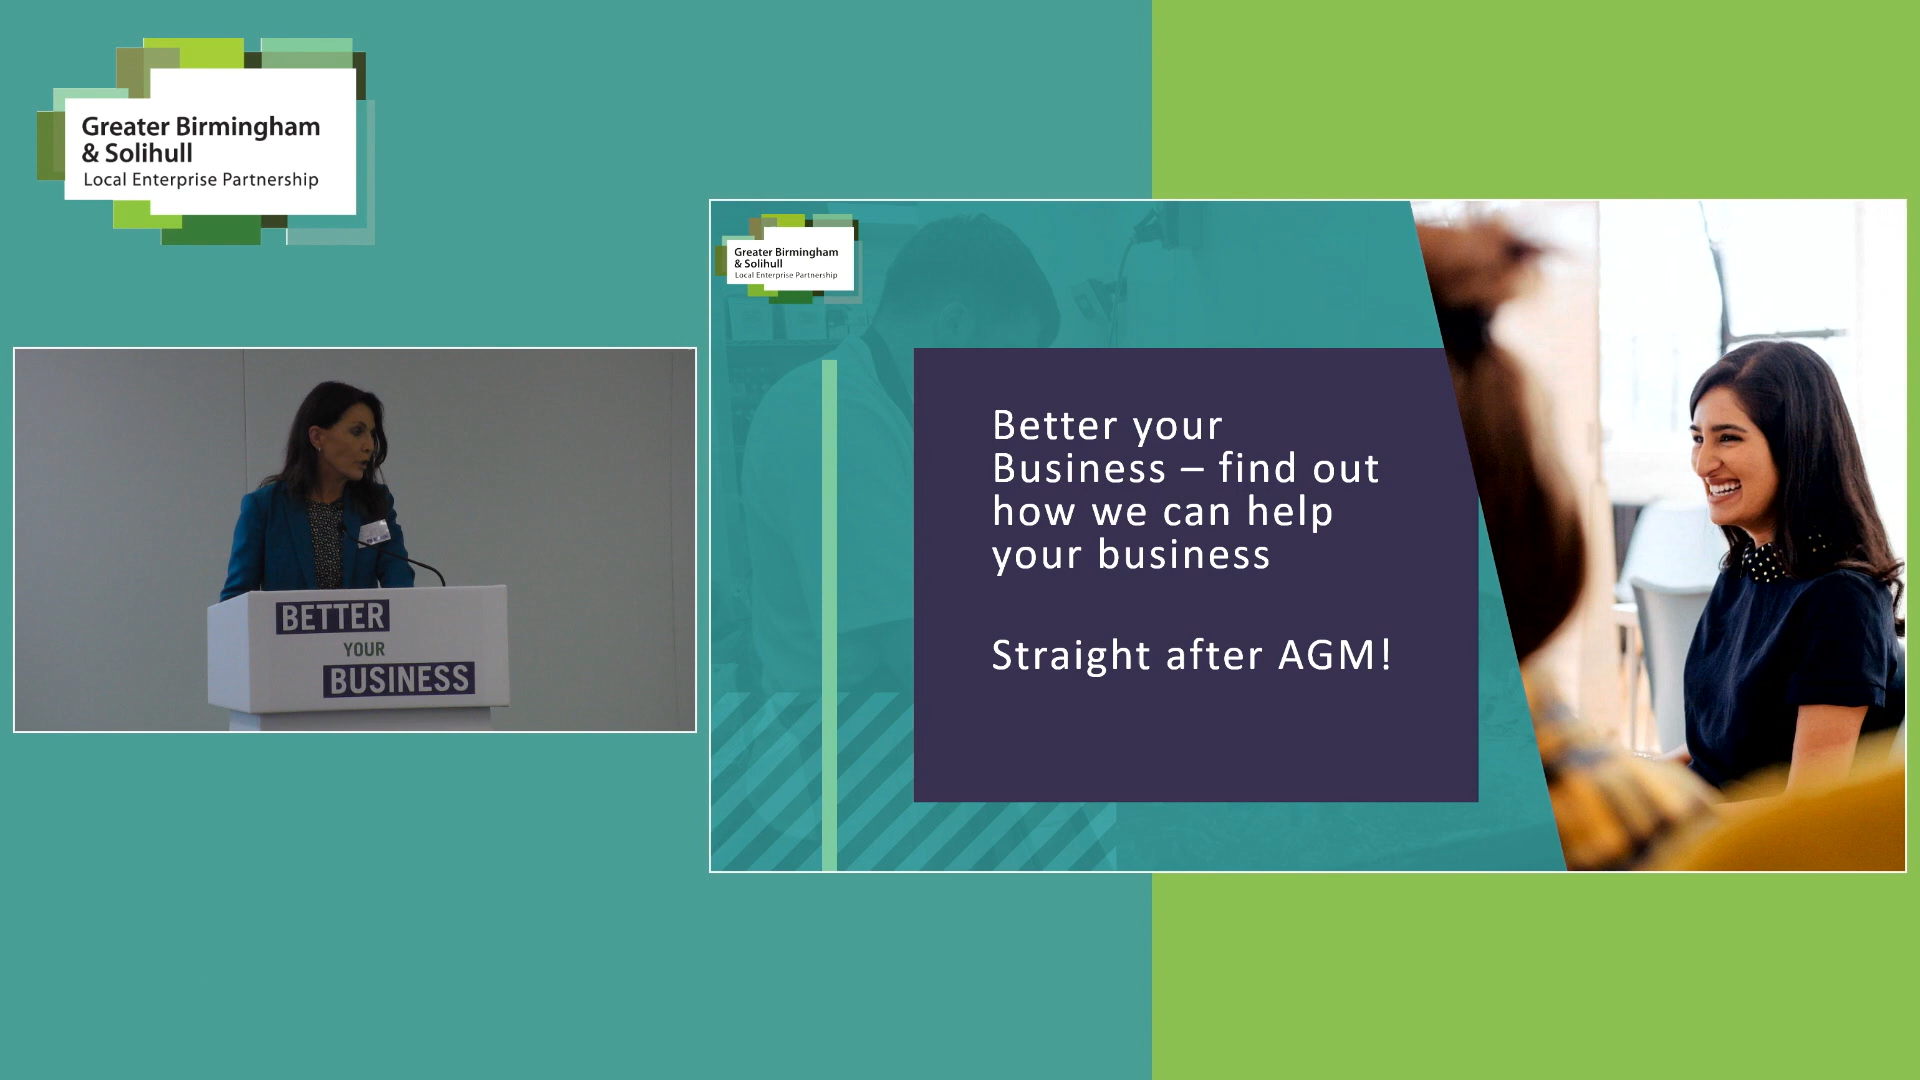 Greater Birmingham
& Solihull
Local Enterprise Partnership
BETTER
YOUR
BUSINESS
Greater Birmingham
& Solihull
Local Enterprise Partnership
Better your
Business – find out
how we can help
your business
Straight after AGM!